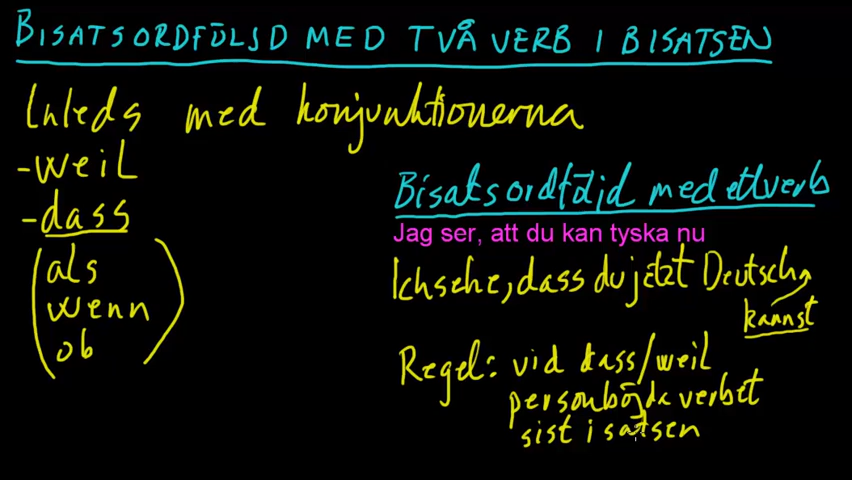 BISATSORDFÖLJD MED TVÅ VERB I BISATSEN
Inleds med konjunktionerna
-weil
-dass
(als
wenn
ob)
Bisatsordföljd med ett verb
Jag ser, att du kan tyska nu
Ich sehe, dass du jetzt Deutsch
kannst
Regel: vid dass/weil
personböjda verbet
sist i satsen